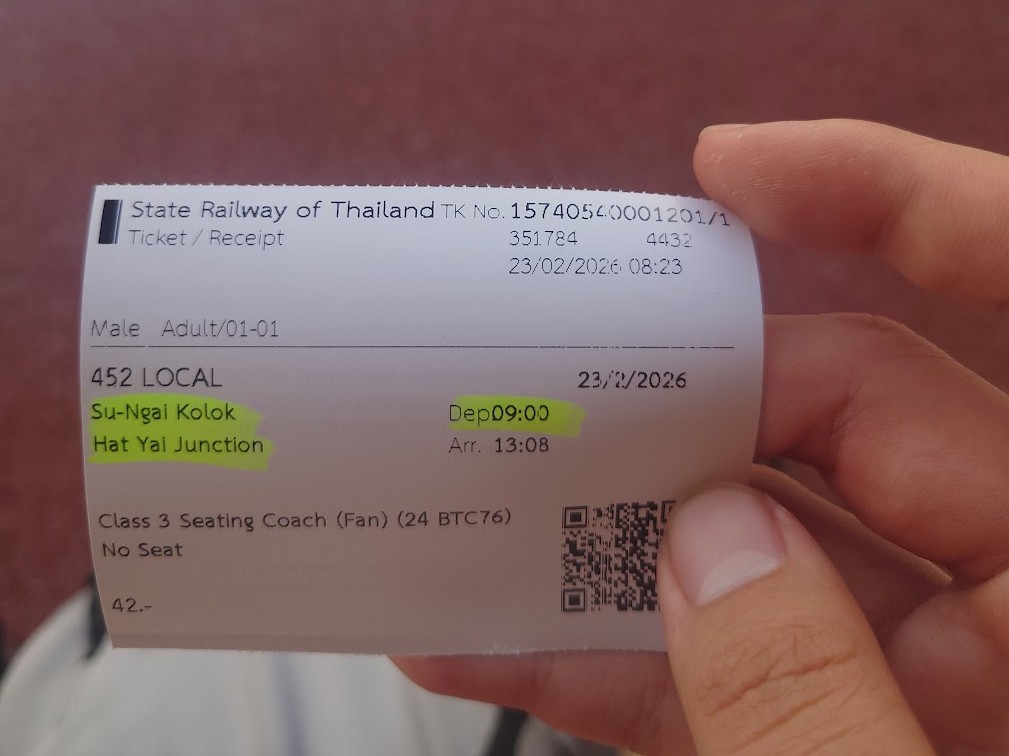 State Railway of Thailand TK No. 15740540001201/1
Ticket / Receipt 351784 4432
23/02/2026 08:23
Male Adult/01-01
452 LOCAL 23/2/2026
Su-Ngai Kolok Dep09:00
Hat Yai Junction Arr. 13:08
Class 3 Seating Coach (Fan) (24 BTC76)
No Seat
42.-